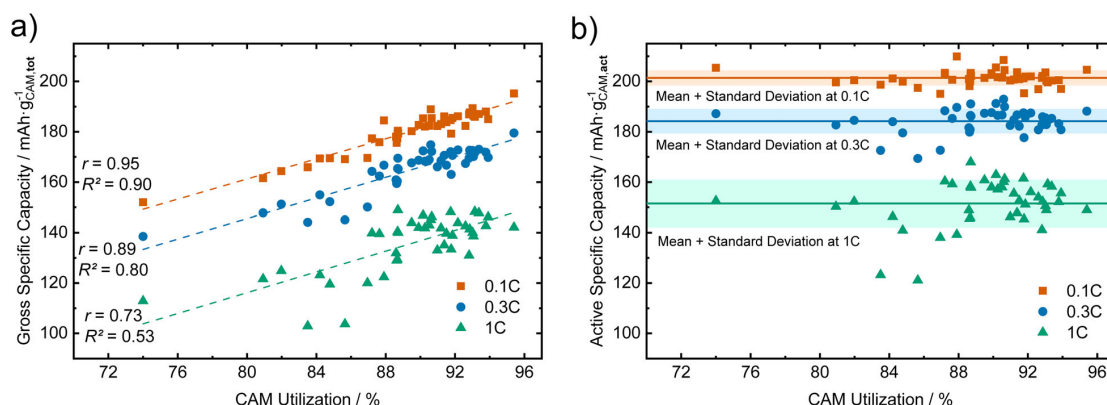 a)
Gross Specific Capacity / mAh·g⁻¹CAM,tot
200
180
160
140
120
100
r = 0.95
R² = 0.90
r = 0.89
R² = 0.80
r = 0.73
R² = 0.53
0.1C
0.3C
1C
72 76 80 84 88 92 96
CAM Utilization / %
b)
Active Specific Capacity / mAh·g⁻¹CAM,act
200
180
160
140
120
100
Mean + Standard Deviation at 0.1C
Mean + Standard Deviation at 0.3C
Mean + Standard Deviation at 1C
0.1C
0.3C
1C
72 76 80 84 88 92 96
CAM Utilization / %